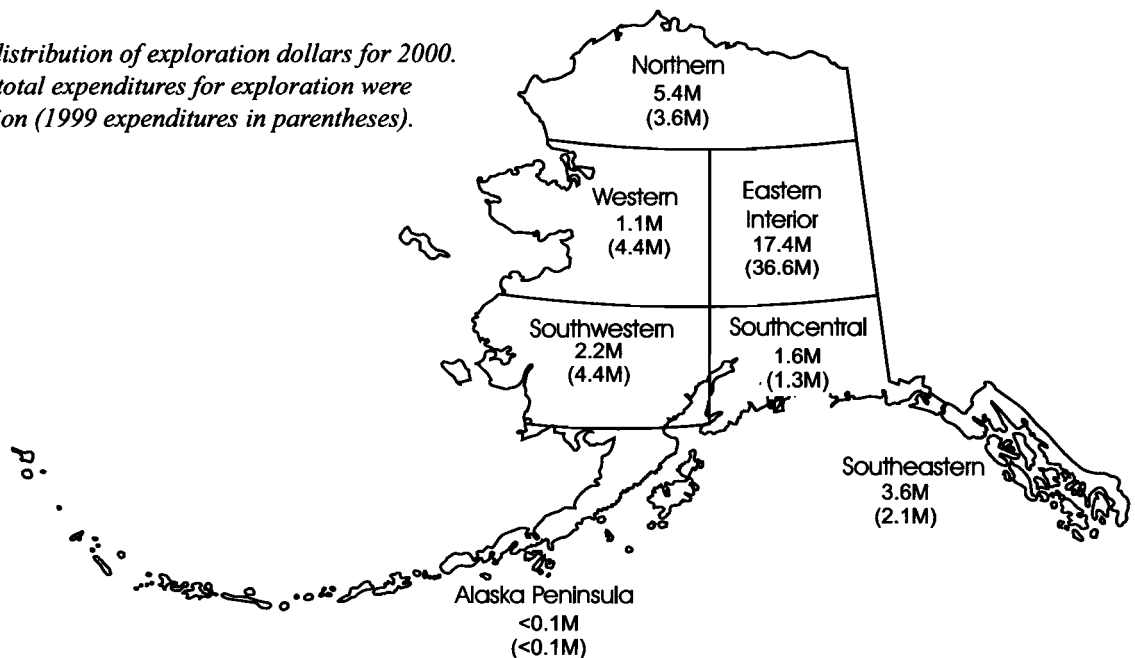 distribution of exploration dollars for 2000.
total expenditures for exploration were
ion (1999 expenditures in parentheses).
Northern
5.4M
(3.6M)
Western
1.1M
(4.4M)
Eastern
Interior
17.4M
(36.6M)
Southwestern
2.2M
(4.4M)
Southcentral
1.6M
(1.3M)
Southeastern
3.6M
(2.1M)
Alaska Peninsula
<0.1M
(<0.1M)